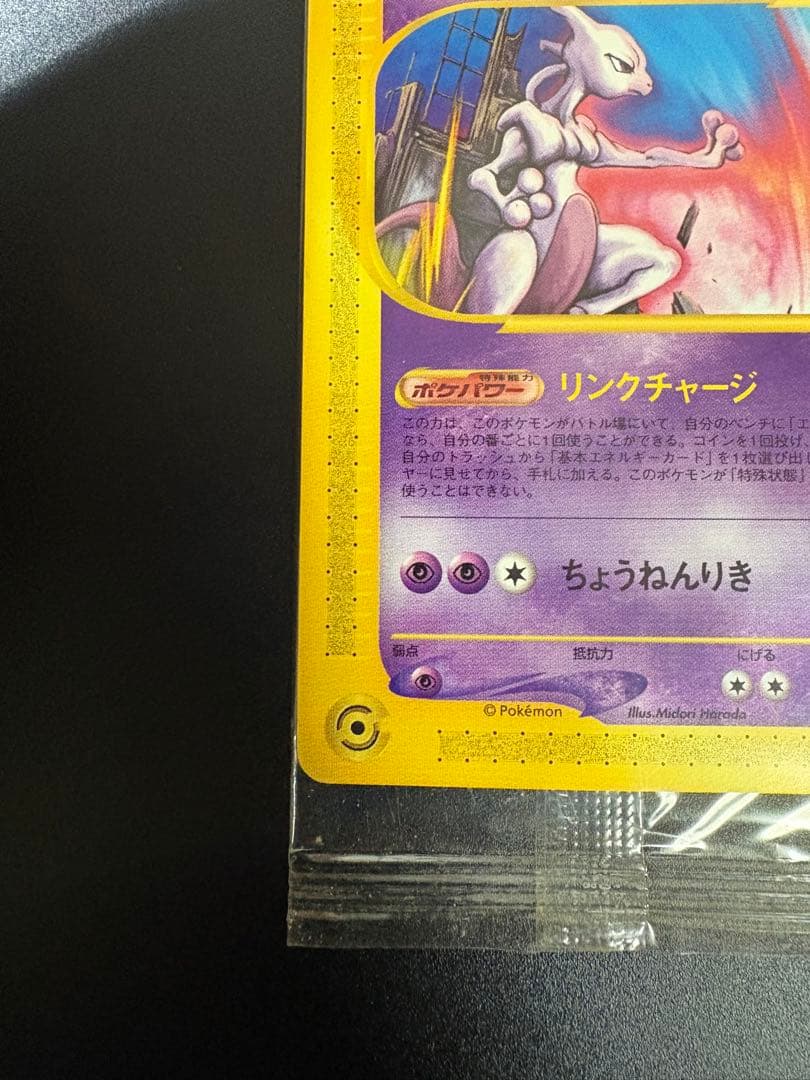 特殊能力
ポケパワー リンクチャージ
この力は、このポケモンがバトル場にいて、自分のベンチに「エ
なら、自分の番ごとに1回使うことができる。コインを1回投げ、
自分のトラッシュから「基本エネルギーカード」を1枚選び出し
ヤーに見せてから、手札に加える。このポケモンが「特殊状態」
使うことはできない。
ちょうねんりき
弱点 抵抗力 にげる
© Pokémon Illus.Midori Harada